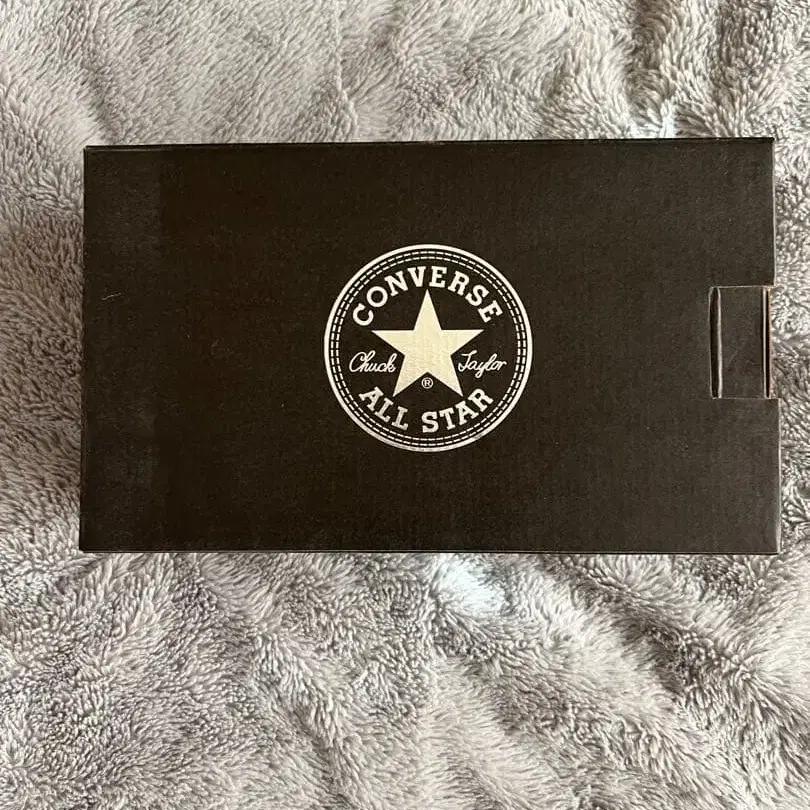 CONVERSE
Chuck Taylor
®
ALL STAR